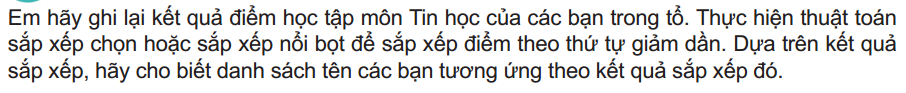 Em hãy ghi lại kết quả điểm học tập môn Tin học của các bạn trong tổ. Thực hiện thuật toán
sắp xếp chọn hoặc sắp xếp nổi bọt để sắp xếp điểm theo thứ tự giảm dần. Dựa trên kết quả
sắp xếp, hãy cho biết danh sách tên các bạn tương ứng theo kết quả sắp xếp đó.